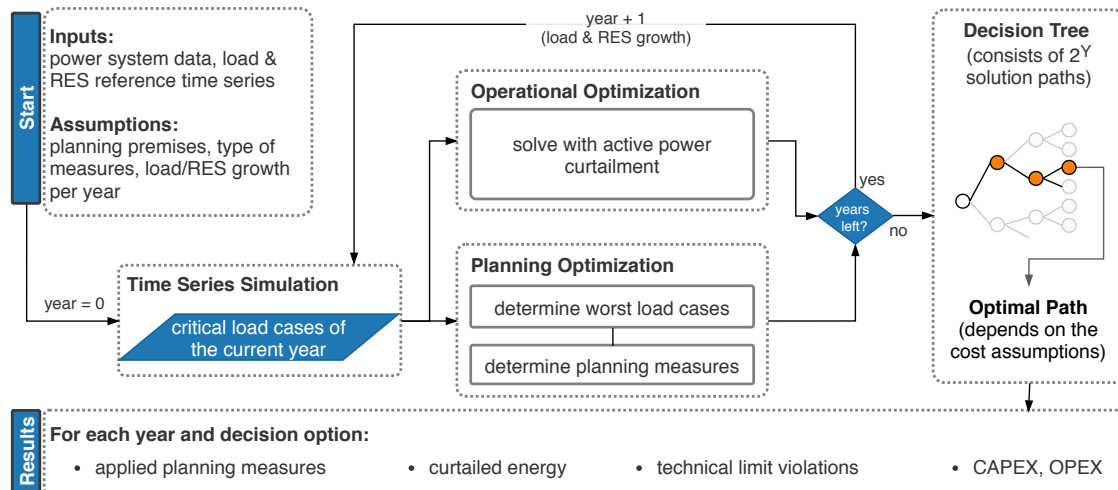 Start
Inputs:
power system data, load &
RES reference time series
Assumptions:
planning premises, type of
measures, load/RES growth
per year
year + 1
(load & RES growth)
Operational Optimization
solve with active power
curtailment
year = 0
Time Series Simulation
critical load cases of
the current year
Planning Optimization
determine worst load cases
determine planning measures
yes
years
left?
no
Decision Tree
(consists of 2^Y
solution paths)
Optimal Path
(depends on the
cost assumptions)
Results
For each year and decision option:
• applied planning measures
• curtailed energy
• technical limit violations
• CAPEX, OPEX